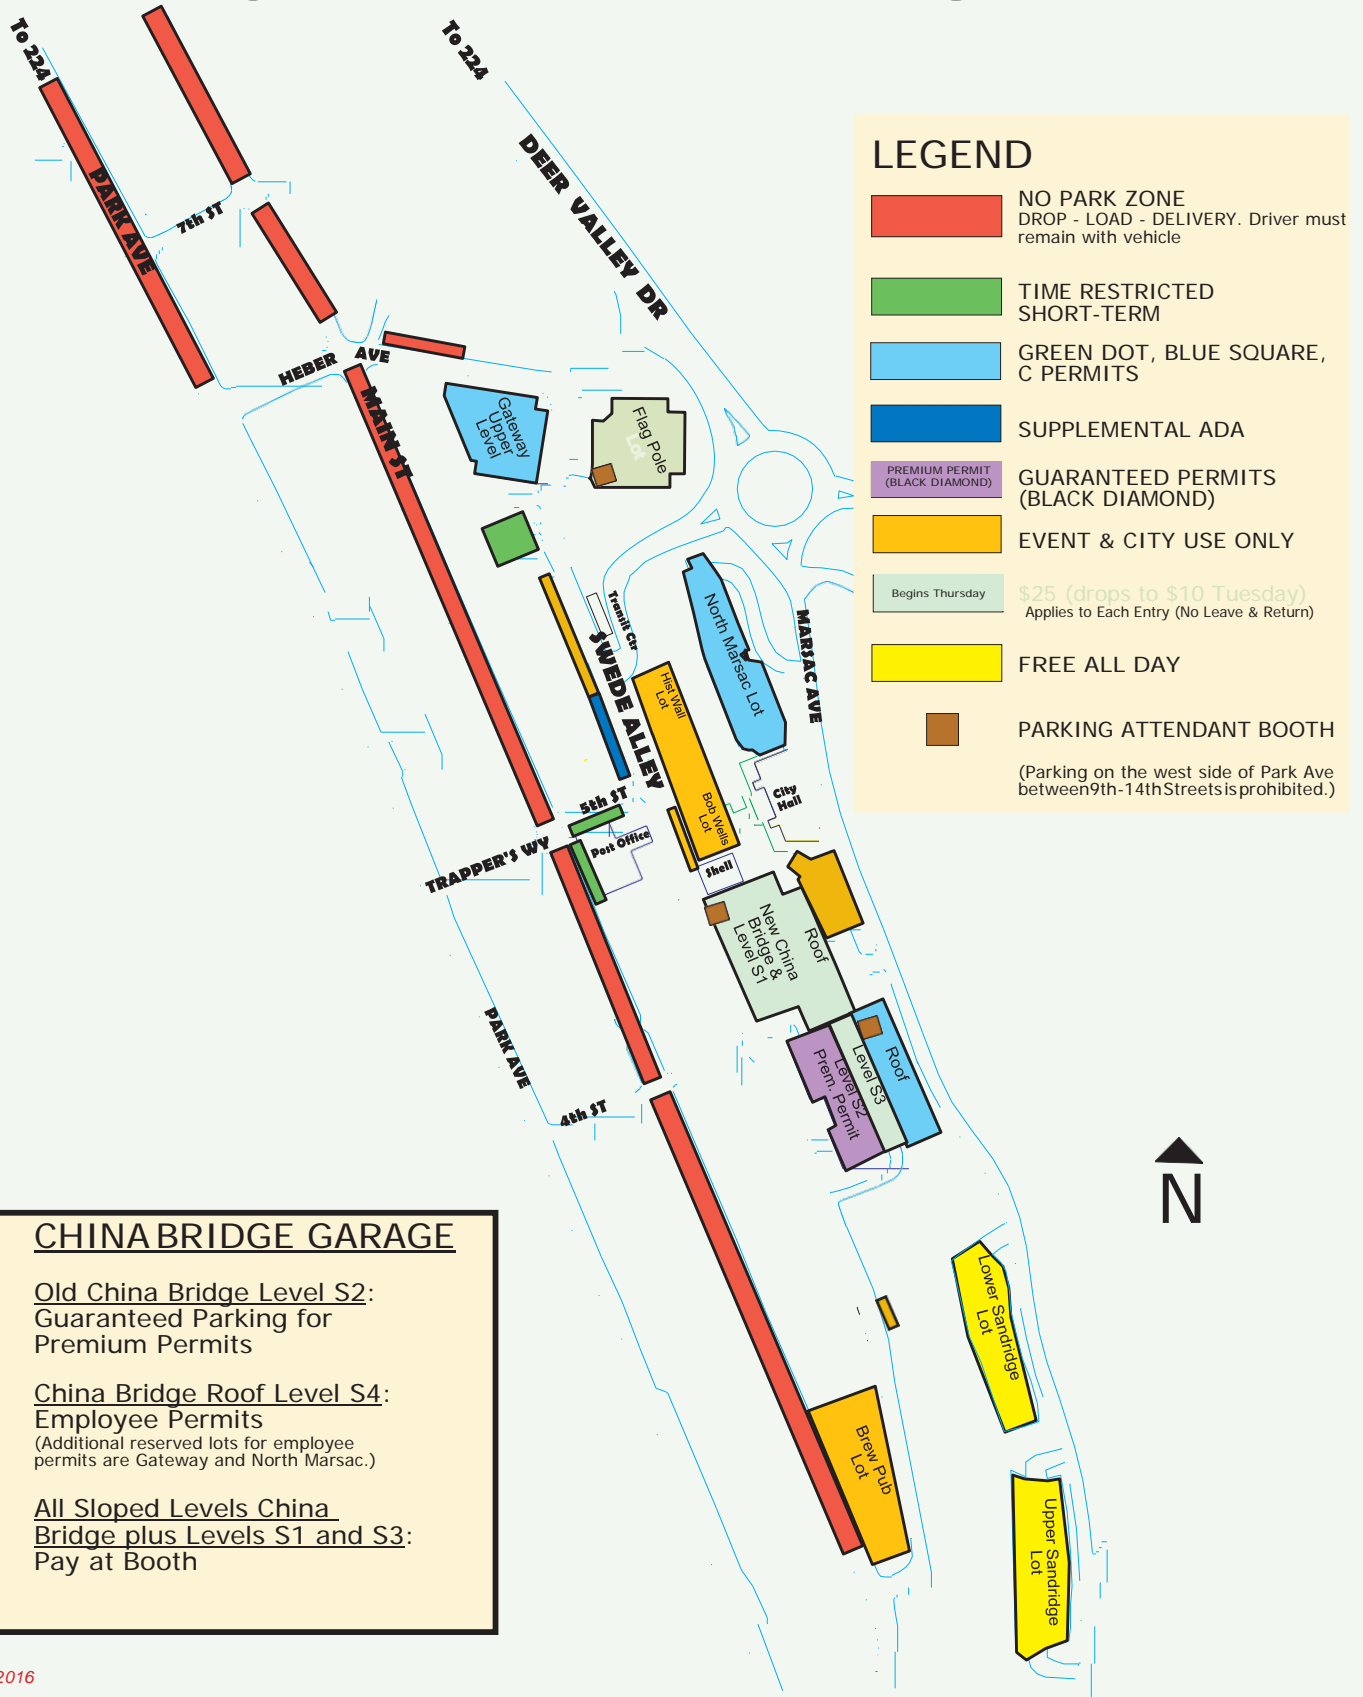 To 224
To 224
DEER VALLEY DR
PARK AVE
7th ST
HEBER AVE
MAIN ST
Gateway
Upper
Level
Flag Pole
Lot
Transit Ctr
SWEDE ALLEY
North Marsac Lot
MARSAC AVE
Hist Wall
Lot
Bob Wells
Lot
City
Hall
5th ST
Post Office
TRAPPER'S WY
Shell
New China
Bridge &
Level S1
Roof
PARK AVE
4th ST
Level S2
Prem. Permit
Level S3
Roof
N
Lower Sandridge
Lot
Brew Pub
Lot
Upper Sandridge
Lot
LEGEND
NO PARK ZONE
DROP - LOAD - DELIVERY. Driver must
remain with vehicle
TIME RESTRICTED
SHORT-TERM
GREEN DOT, BLUE SQUARE,
C PERMITS
SUPPLEMENTAL ADA
PREMIUM PERMIT
(BLACK DIAMOND)
GUARANTEED PERMITS
(BLACK DIAMOND)
EVENT & CITY USE ONLY
Begins Thursday
$25 (drops to $10 Tuesday)
Applies to Each Entry (No Leave & Return)
FREE ALL DAY
PARKING ATTENDANT BOOTH
(Parking on the west side of Park Ave
between 9th-14th Streets is prohibited.)
CHINA BRIDGE GARAGE
Old China Bridge Level S2:
Guaranteed Parking for
Premium Permits
China Bridge Roof Level S4:
Employee Permits
(Additional reserved lots for employee
permits are Gateway and North Marsac.)
All Sloped Levels China
Bridge plus Levels S1 and S3:
Pay at Booth
2016